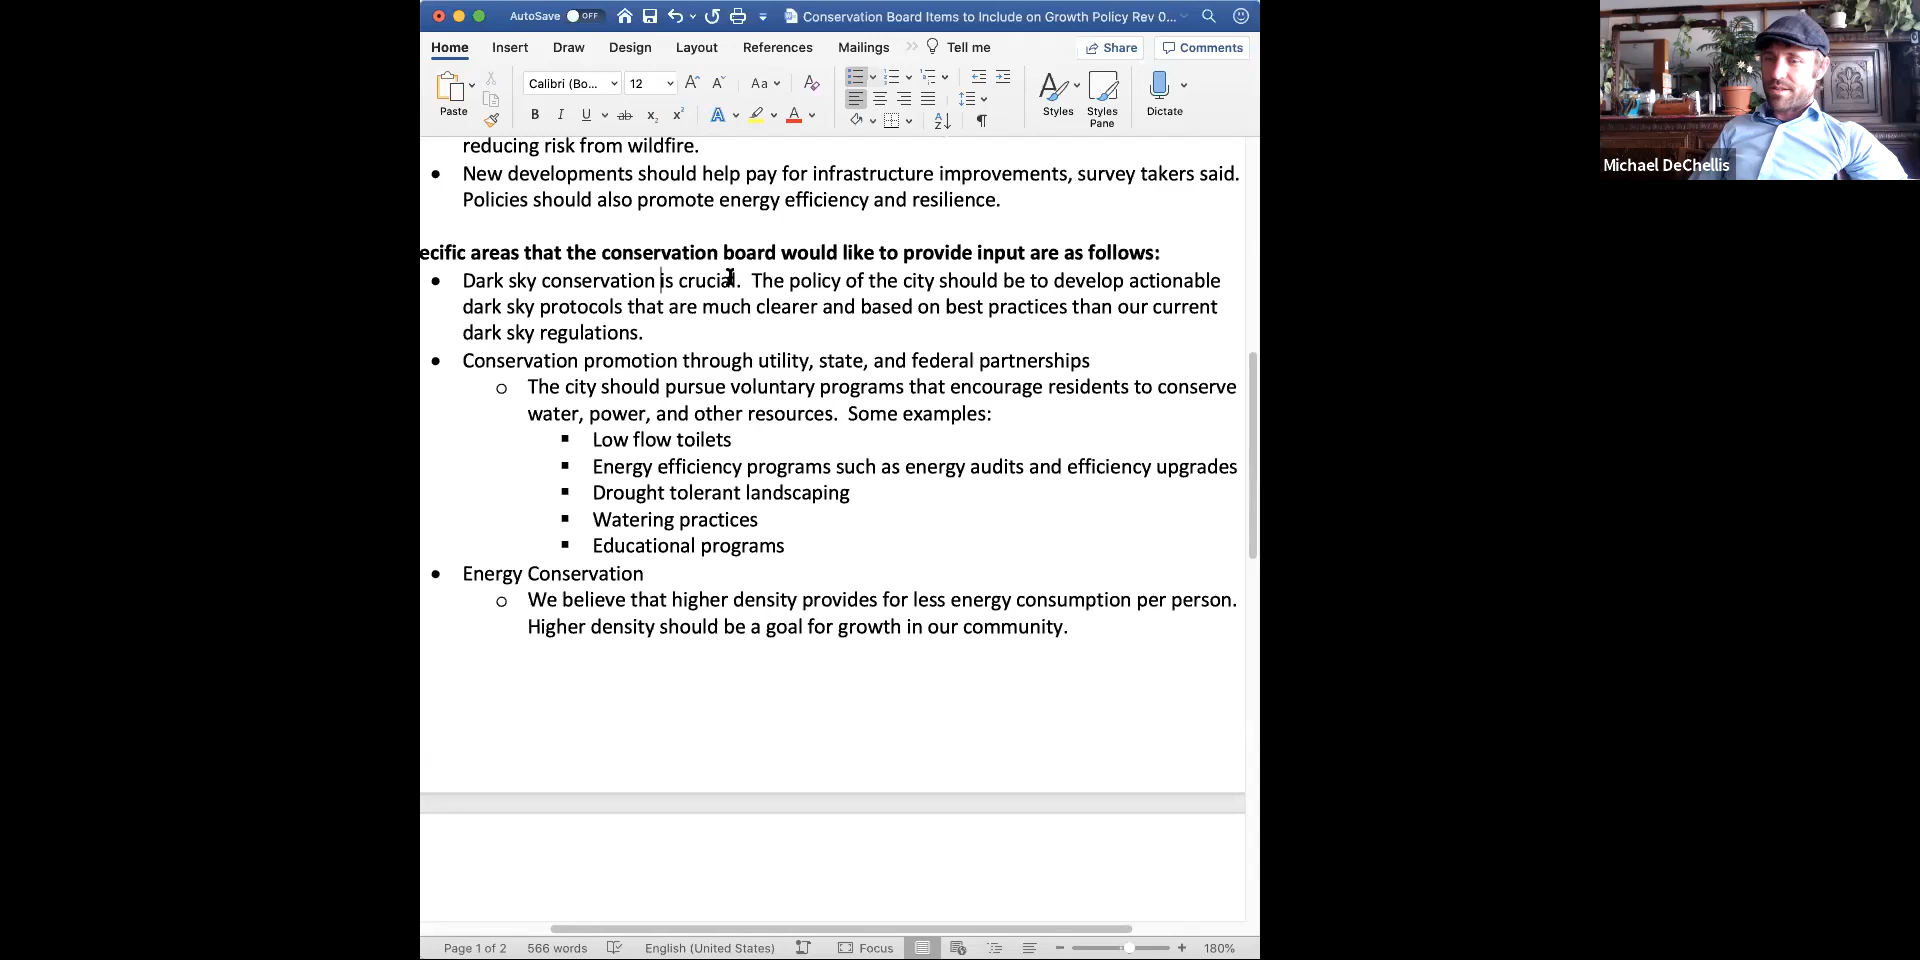 AutoSave OFF
Conservation Board Items to Include on Growth Policy Rev 0...
Home Insert Draw Design Layout References Mailings Tell me Share Comments
Paste
Calibri (Bo... 12
Aa
B I U ab x₂ x²
Styles
Styles Pane
Dictate
reducing risk from wildfire.
• New developments should help pay for infrastructure improvements, survey takers said.
Policies should also promote energy efficiency and resilience.
ecific areas that the conservation board would like to provide input are as follows:
• Dark sky conservation is crucial. The policy of the city should be to develop actionable
dark sky protocols that are much clearer and based on best practices than our current
dark sky regulations.
• Conservation promotion through utility, state, and federal partnerships
o The city should pursue voluntary programs that encourage residents to conserve
water, power, and other resources. Some examples:
▪ Low flow toilets
▪ Energy efficiency programs such as energy audits and efficiency upgrades
▪ Drought tolerant landscaping
▪ Watering practices
▪ Educational programs
• Energy Conservation
o We believe that higher density provides for less energy consumption per person.
Higher density should be a goal for growth in our community.
Page 1 of 2 566 words English (United States) Focus 180%
Michael DeChellis